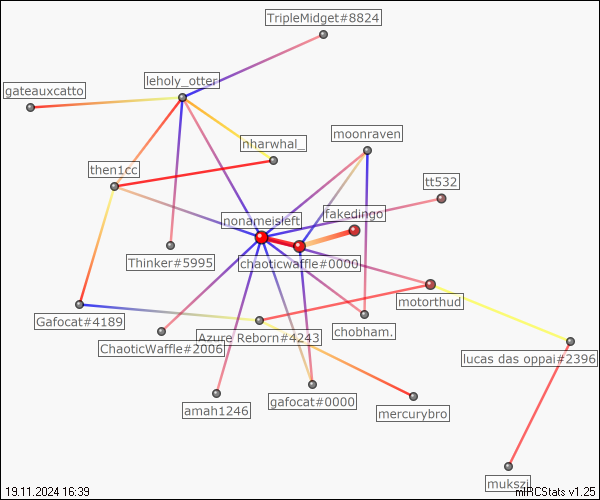 TripleMidget#8824
leholy_otter
gateauxcatto
moonraven
nharwhal_
then1cc
tt532
fakedingo
nonameisleft
Thinker#5995
chaoticwaffle#0000
motorthud
Gafocat#4189
chobham.
Azure Reborn#4243
ChaoticWaffle#2006
lucas das oppai#2396
gafocat#0000
amah1246
mercurybro
mukszi
19.11.2024 16:39
mIRCStats v1.25